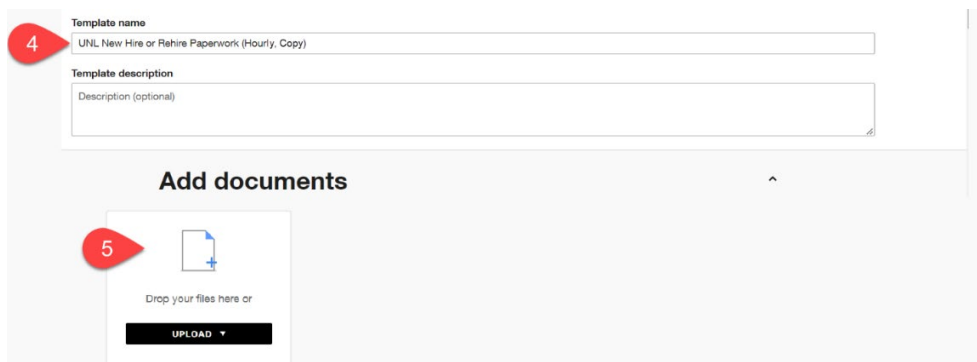 Template name
4
UNL New Hire or Rehire Paperwork (Hourly, Copy)
Template description
Description (optional)
Add documents
5
Drop your files here or
UPLOAD ▼